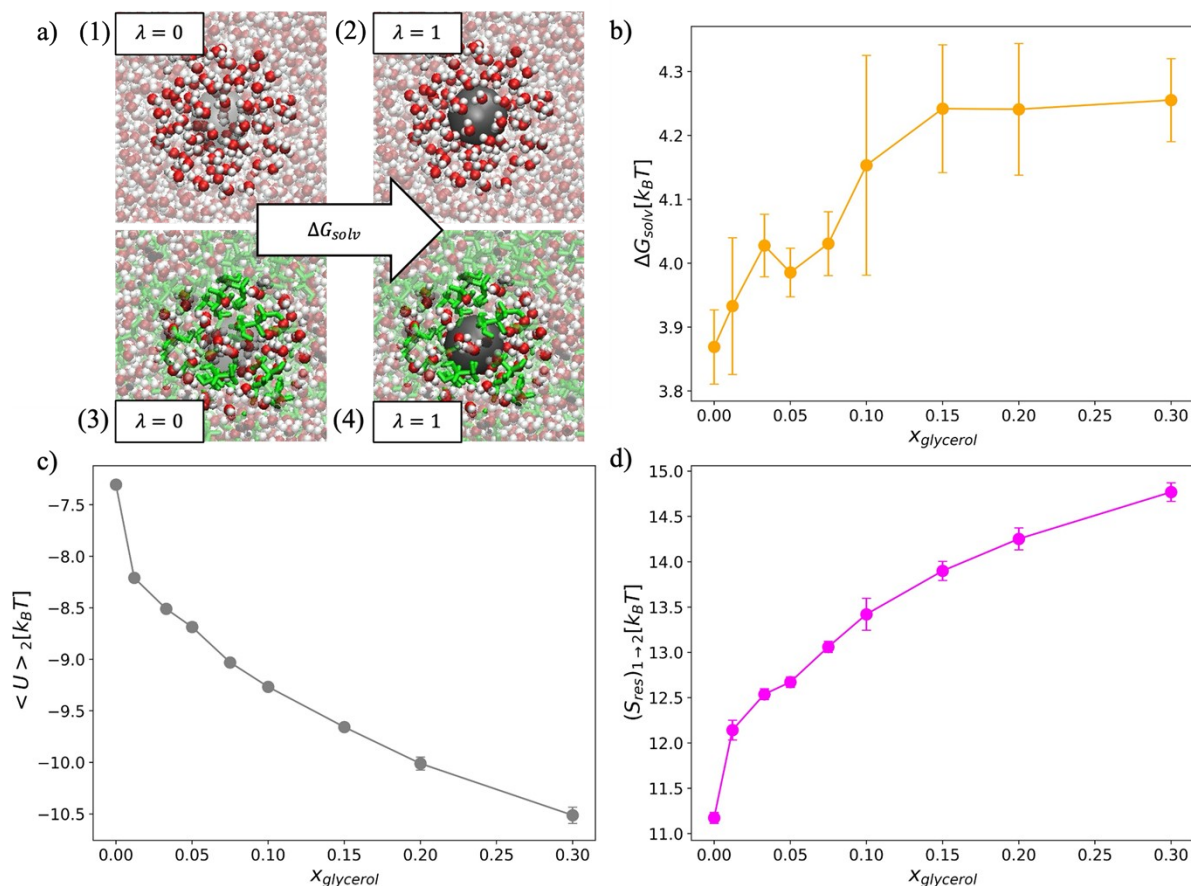 a)
(1)
λ = 0
(2)
λ = 1
ΔG_solv
(3)
λ = 0
(4)
λ = 1
b)
4.3
4.2
4.1
4.0
3.9
3.8
ΔG_solv[k_BT]
0.00 0.05 0.10 0.15 0.20 0.25 0.30
x_glycerol
c)
−7.5
−8.0
−8.5
−9.0
−9.5
−10.0
−10.5
< U >_2[k_BT]
0.00 0.05 0.10 0.15 0.20 0.25 0.30
x_glycerol
d)
15.0
14.5
14.0
13.5
13.0
12.5
12.0
11.5
11.0
(S_res)_1→2[k_BT]
0.00 0.05 0.10 0.15 0.20 0.25 0.30
x_glycerol